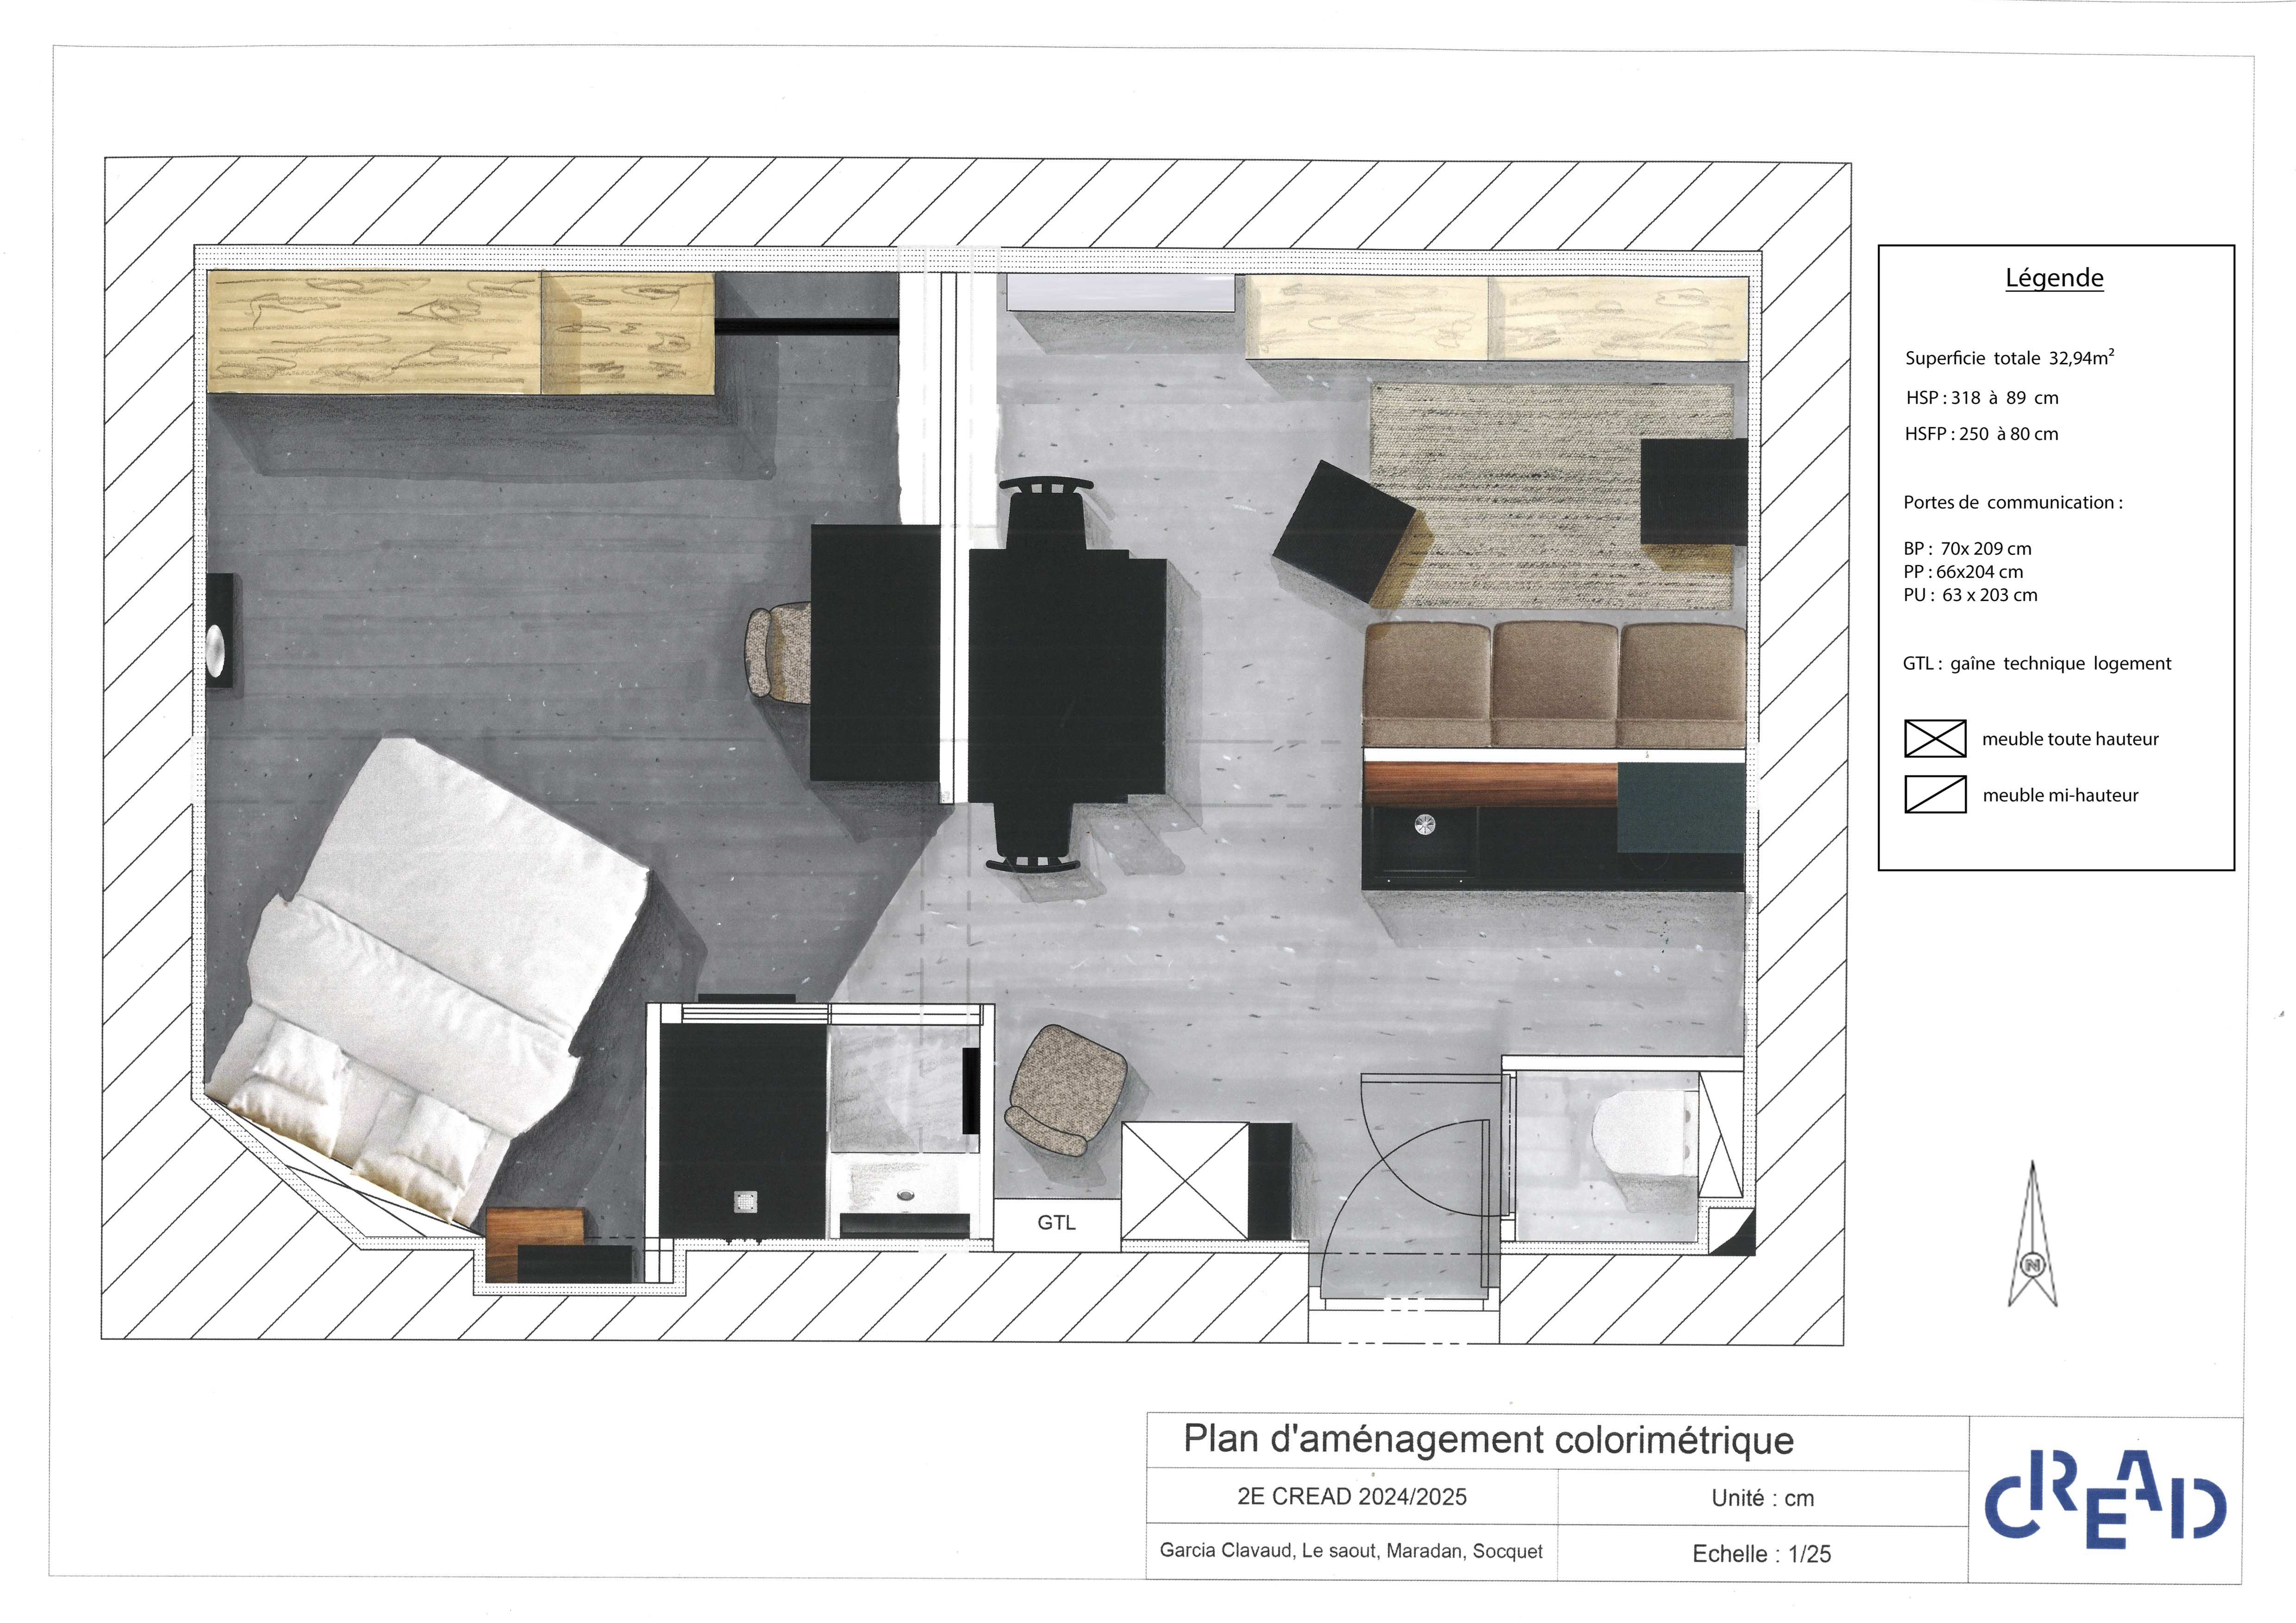 Légende
Superficie totale 32,94m²
HSP : 318 à 89 cm
HSFP : 250 à 80 cm
Portes de communication :
BP : 70x 209 cm
PP : 66x204 cm
PU : 63 x 203 cm
GTL : gaîne technique logement
meuble toute hauteur
meuble mi-hauteur
GTL
N
Plan d'aménagement colorimétrique
2E CREAD 2024/2025
Unité : cm
Garcia Clavaud, Le saout, Maradan, Socquet
Echelle : 1/25
CREAD